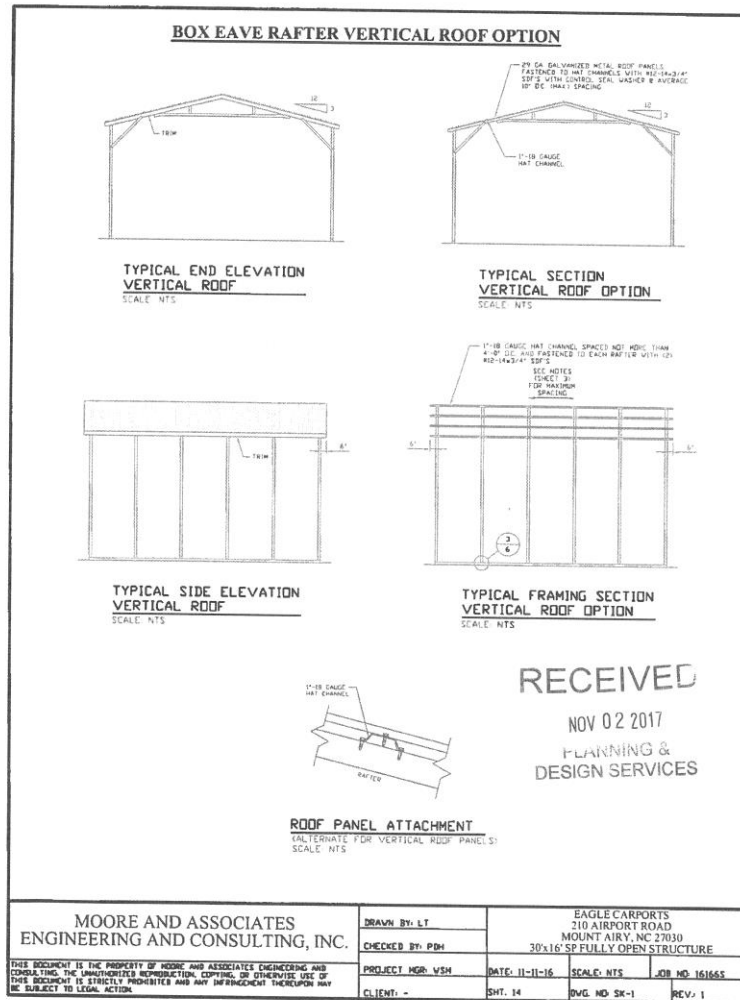 BOX EAVE RAFTER VERTICAL ROOF OPTION
29 GA GALVANIZED METAL ROOF PANELS
FASTENED TO HAT CHANNELS WITH #12-14x3/4"
SDF'S WITH CONTROL SEAL WASHER @ AVERAGE
10" OC (MAX.) SPACING
12
3
TRIM
12
3
1"-18 GAUGE
HAT CHANNEL
TYPICAL END ELEVATION
VERTICAL ROOF
SCALE: NTS
TYPICAL SECTION
VERTICAL ROOF OPTION
SCALE: NTS
1"-18 GAUGE HAT CHANNEL SPACED NOT MORE THAN
4'-0" OC. AND FASTENED TO EACH RAFTER WITH (2)
#12-14x3/4" SDF'S
SEE NOTES
(SHEET 3)
FOR MAXIMUM
SPACING
6"
TRIM
6"
6"
3
6
TYPICAL SIDE ELEVATION
VERTICAL ROOF
SCALE: NTS
TYPICAL FRAMING SECTION
VERTICAL ROOF OPTION
SCALE: NTS
1"-18 GAUGE
HAT CHANNEL
RAFTER
RECEIVED
NOV 02 2017
PLANNING &
DESIGN SERVICES
ROOF PANEL ATTACHMENT
(ALTERNATE FOR VERTICAL ROOF PANELS)
SCALE: NTS
MOORE AND ASSOCIATES
ENGINEERING AND CONSULTING, INC.
THIS DOCUMENT IS THE PROPERTY OF MOORE AND ASSOCIATES ENGINEERING AND
CONSULTING. THE UNAUTHORIZED REPRODUCTION, COPYING, OR OTHERWISE USE OF
THIS DOCUMENT IS STRICTLY PROHIBITED AND ANY INFRINGEMENT THEREUPON MAY
BE SUBJECT TO LEGAL ACTION.
DRAWN BY: LT
CHECKED BY: PDH
PROJECT MGR: WSH
CLIENT: -
EAGLE CARPORTS
210 AIRPORT ROAD
MOUNT AIRY, NC 27030
30'x16' SP FULLY OPEN STRUCTURE
DATE: 11-11-16
SCALE: NTS
JOB NO: 16166S
SHT. 14
DWG. NO: SK-1
REV.: 1